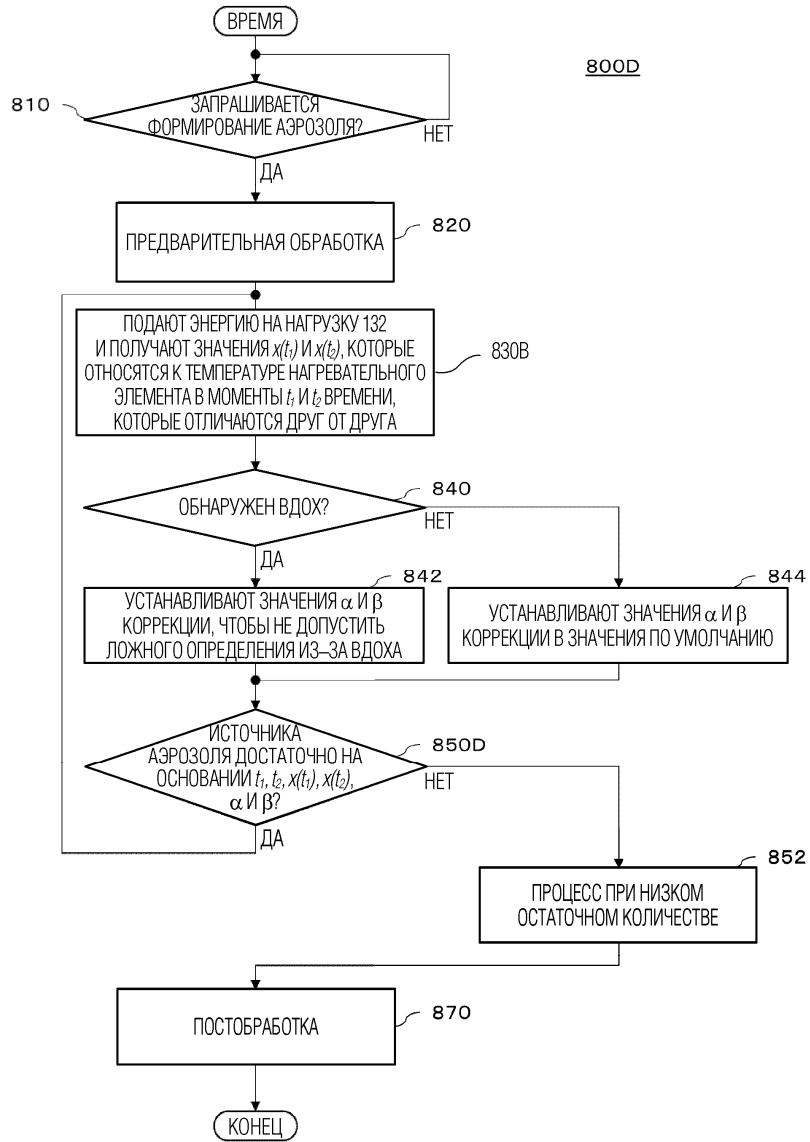 ВРЕМЯ
800D
810
ЗАПРАШИВАЕТСЯ
ФОРМИРОВАНИЕ АЭРОЗОЛЯ?
НЕТ
ДА
820
ПРЕДВАРИТЕЛЬНАЯ ОБРАБОТКА
ПОДАЮТ ЭНЕРГИЮ НА НАГРУЗКУ 132
И ПОЛУЧАЮТ ЗНАЧЕНИЯ x(t₁) И x(t₂), КОТОРЫЕ
ОТНОСЯТСЯ К ТЕМПЕРАТУРЕ НАГРЕВАТЕЛЬНОГО
ЭЛЕМЕНТА В МОМЕНТЫ t₁ И t₂ ВРЕМЕНИ,
КОТОРЫЕ ОТЛИЧАЮТСЯ ДРУГ ОТ ДРУГА
830B
840
ОБНАРУЖЕН ВДОХ?
НЕТ
ДА
842
УСТАНАВЛИВАЮТ ЗНАЧЕНИЯ α И β
КОРРЕКЦИИ, ЧТОБЫ НЕ ДОПУСТИТЬ
ЛОЖНОГО ОПРЕДЕЛЕНИЯ ИЗ–ЗА ВДОХА
844
УСТАНАВЛИВАЮТ ЗНАЧЕНИЯ α И β
КОРРЕКЦИИ В ЗНАЧЕНИЯ ПО УМОЛЧАНИЮ
ИСТОЧНИКА
АЭРОЗОЛЯ ДОСТАТОЧНО НА
ОСНОВАНИИ t₁, t₂, x(t₁), x(t₂),
α И β?
850D
НЕТ
ДА
852
ПРОЦЕСС ПРИ НИЗКОМ
ОСТАТОЧНОМ КОЛИЧЕСТВЕ
870
ПОСТОБРАБОТКА
КОНЕЦ